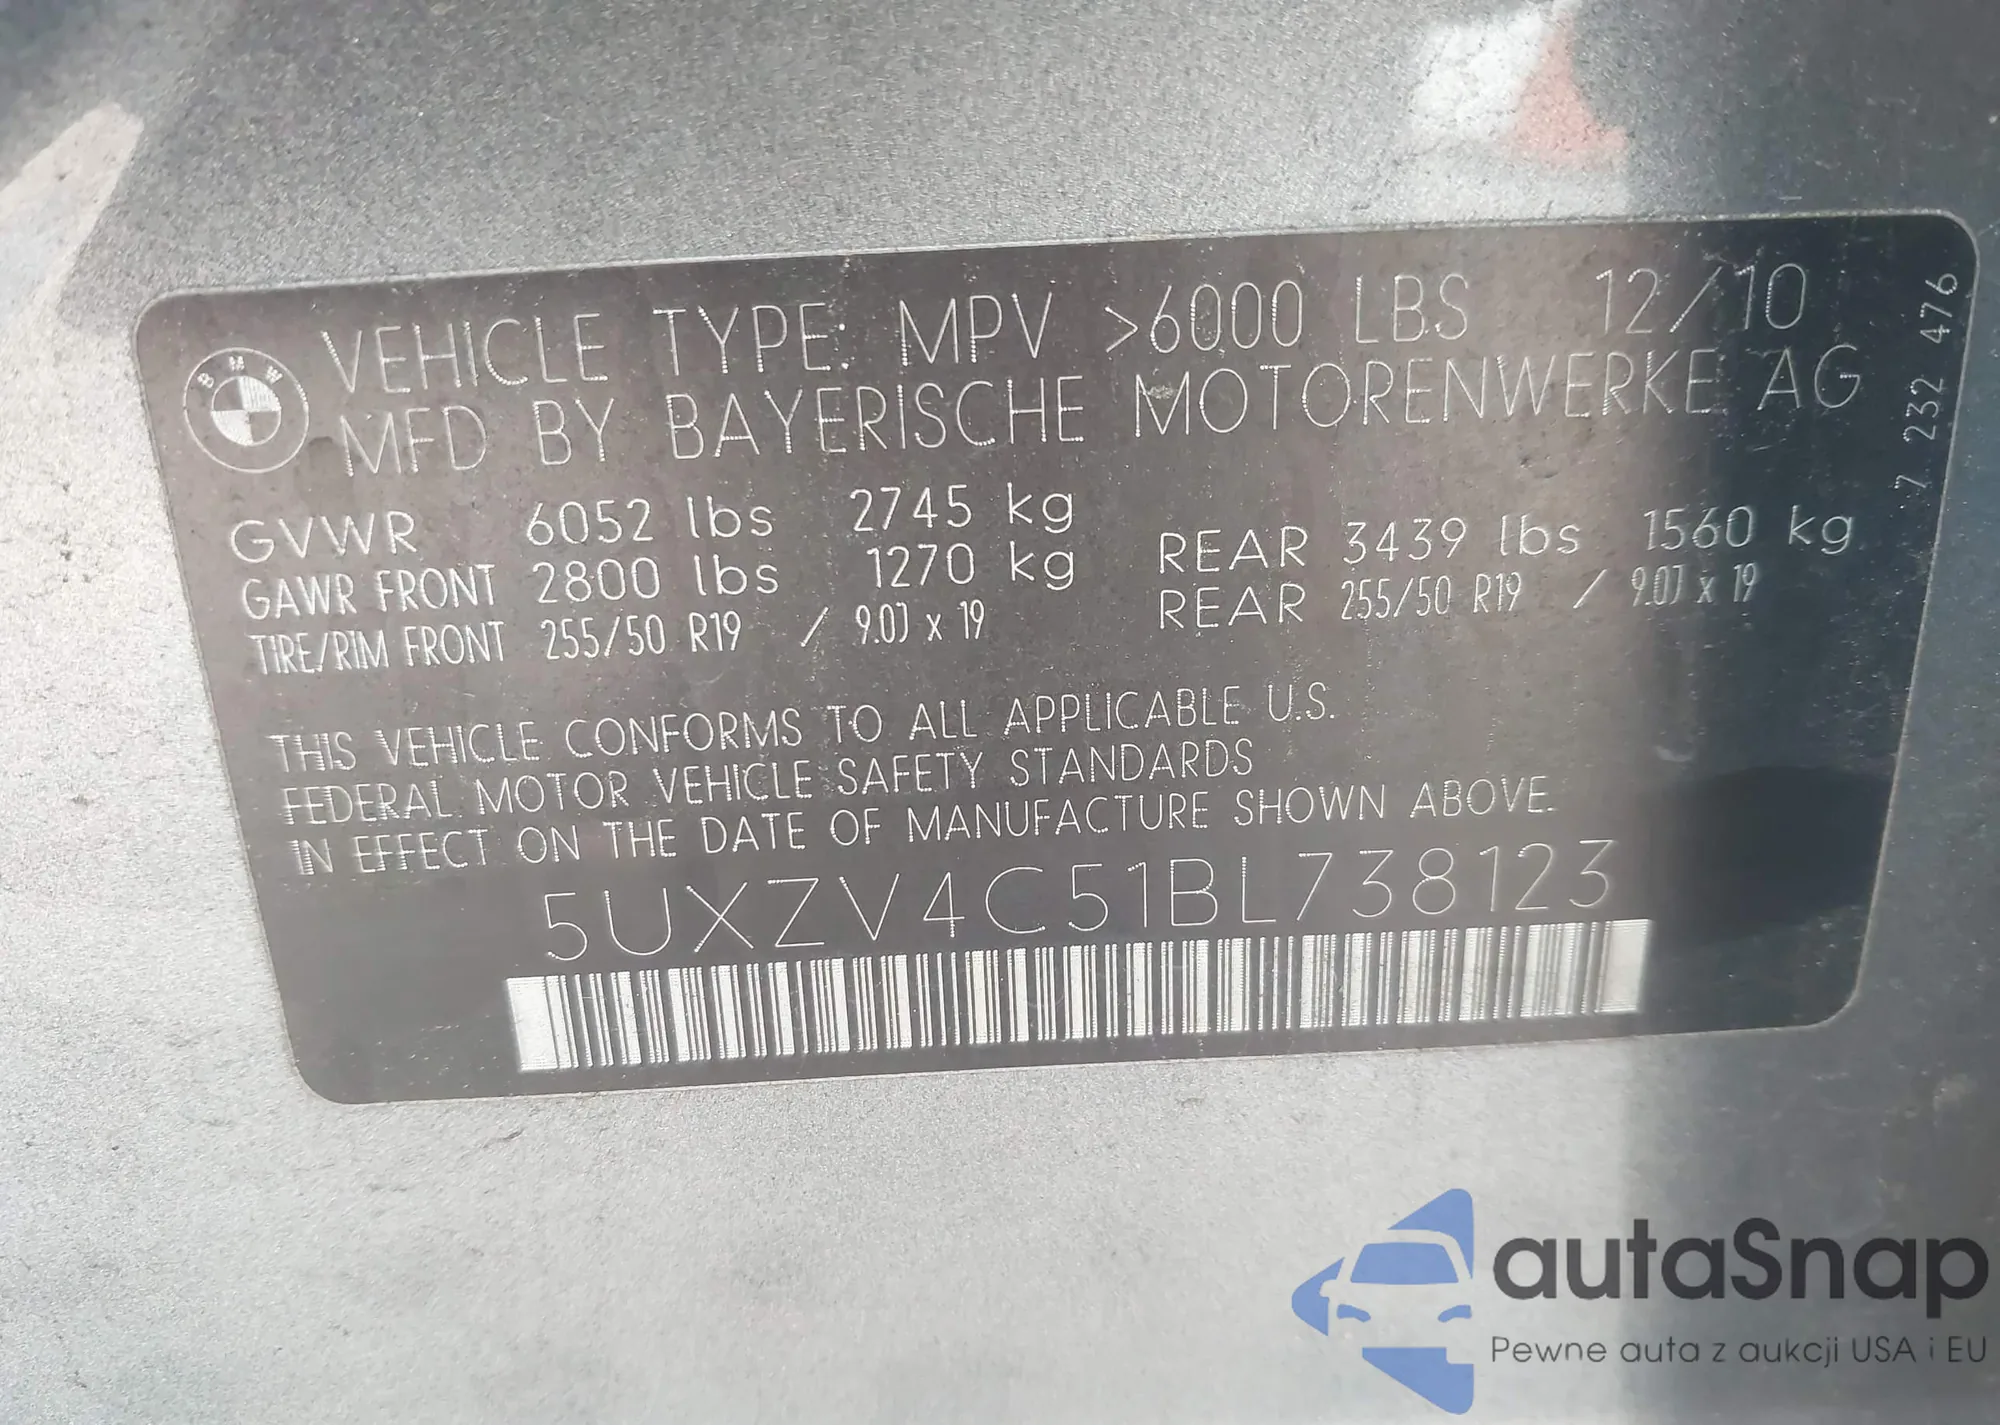 BMW
VEHICLE TYPE: MPV >6000 LBS 12/10
MFD BY BAYERISCHE MOTORENWERKE AG
7 232 476
GVWR 6052 lbs 2745 kg
GAWR FRONT 2800 lbs 1270 kg REAR 3439 lbs 1560 kg
TIRE/RIM FRONT 255/50 R19 / 9.0J x 19 REAR 255/50 R19 / 9.0J x 19
THIS VEHICLE CONFORMS TO ALL APPLICABLE U.S.
FEDERAL MOTOR VEHICLE SAFETY STANDARDS
IN EFFECT ON THE DATE OF MANUFACTURE SHOWN ABOVE.
5UXZV4C51BL738123
autaSnap
Pewne auta z aukcji USA i EU